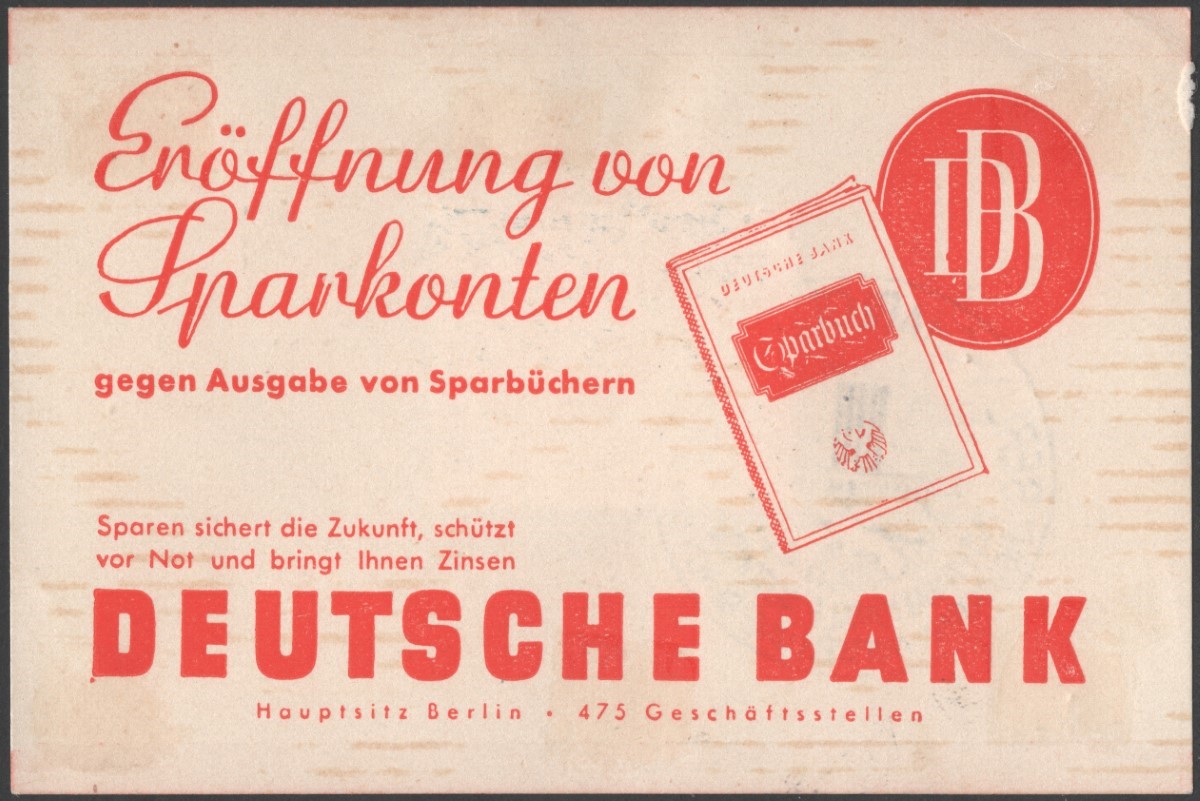 Eröffnung von
Sparkonten
gegen Ausgabe von Sparbüchern
DB
DEUTSCHE BANK
Sparbuch
Sparen sichert die Zukunft, schützt
vor Not und bringt Ihnen Zinsen
DEUTSCHE BANK
Hauptsitz Berlin • 475 Geschäftsstellen